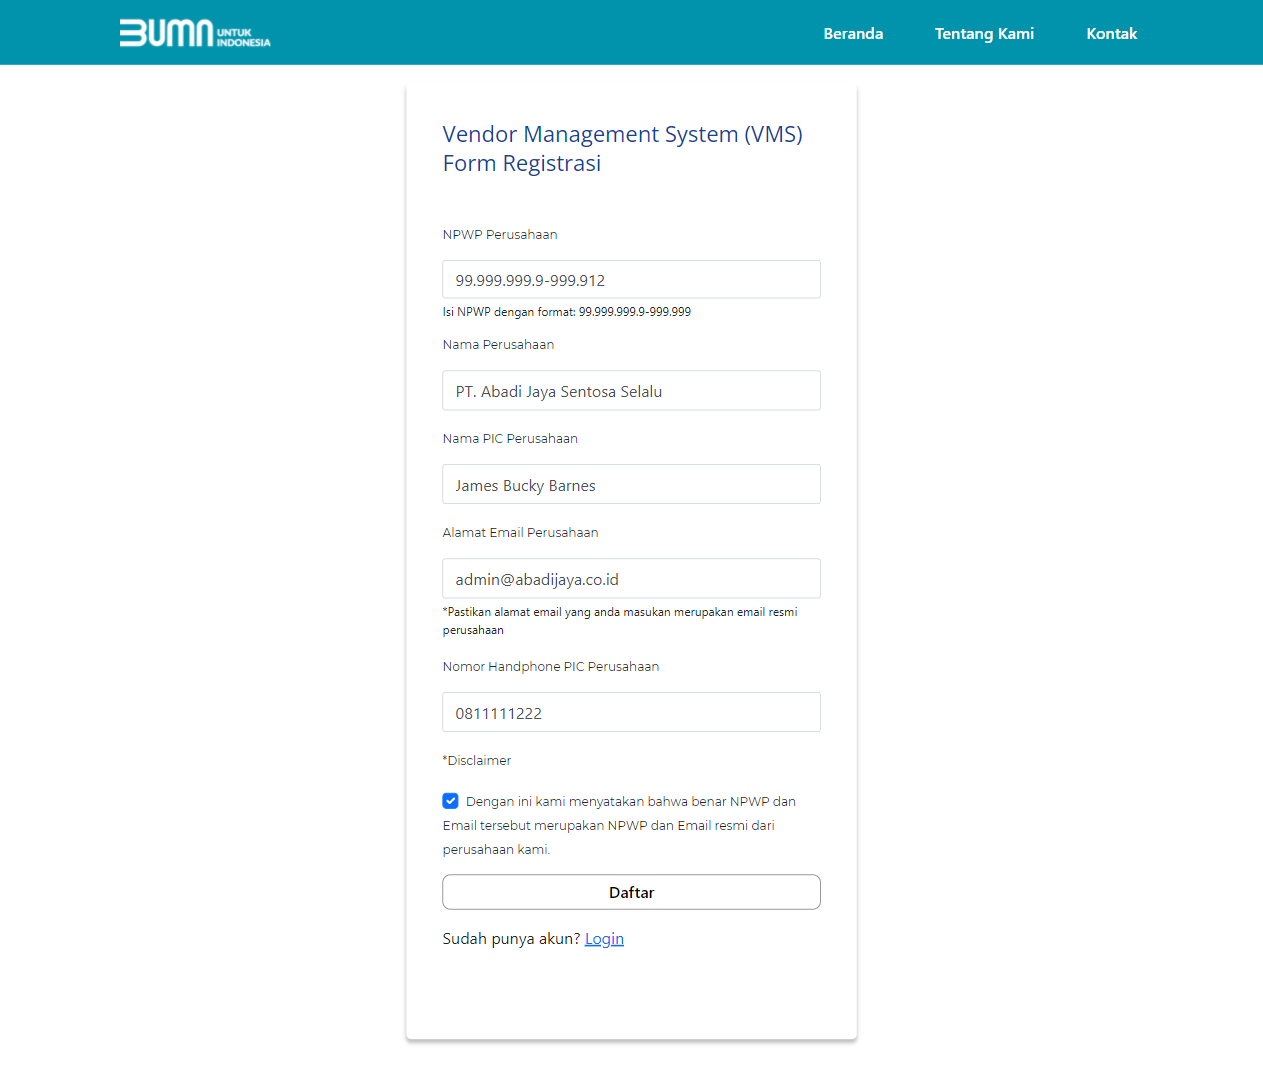 BUMN UNTUK INDONESIA
Beranda Tentang Kami Kontak
Vendor Management System (VMS)
Form Registrasi
NPWP Perusahaan
99.999.999.9-999.912
Isi NPWP dengan format: 99.999.999.9-999.999
Nama Perusahaan
PT. Abadi Jaya Sentosa Selalu
Nama PIC Perusahaan
James Bucky Barnes
Alamat Email Perusahaan
admin@abadijaya.co.id
*Pastikan alamat email yang anda masukan merupakan email resmi
perusahaan
Nomor Handphone PIC Perusahaan
0811111222
*Disclaimer
Dengan ini kami menyatakan bahwa benar NPWP dan
Email tersebut merupakan NPWP dan Email resmi dari
perusahaan kami.
Daftar
Sudah punya akun? Login